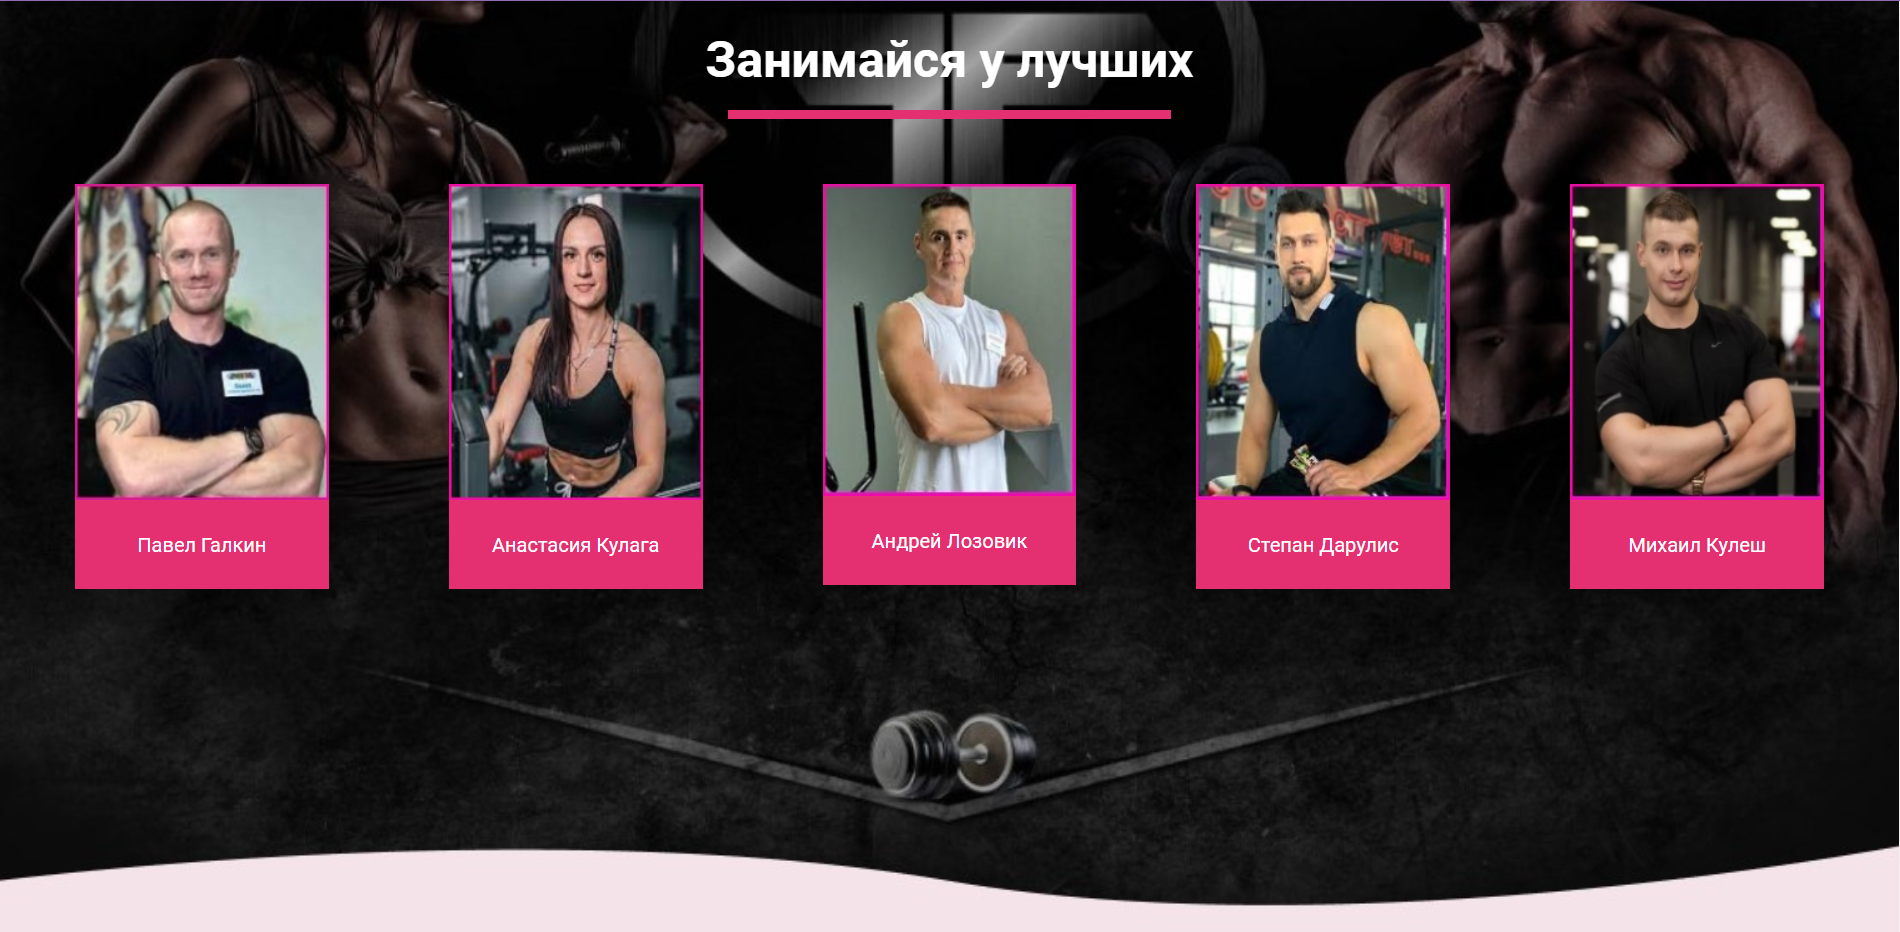 Занимайся у лучших
Павел Галкин
Анастасия Кулага
Андрей Лозовик
Степан Дарулис
Михаил Кулеш